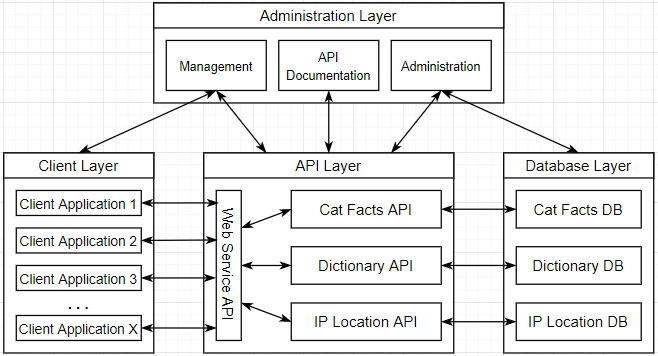 Administration Layer
Management
API
Documentation
Administration
Client Layer
Client Application 1
Client Application 2
Client Application 3
...
Client Application X
API Layer
Web Service API
Cat Facts API
Dictionary API
IP Location API
Database Layer
Cat Facts DB
Dictionary DB
IP Location DB